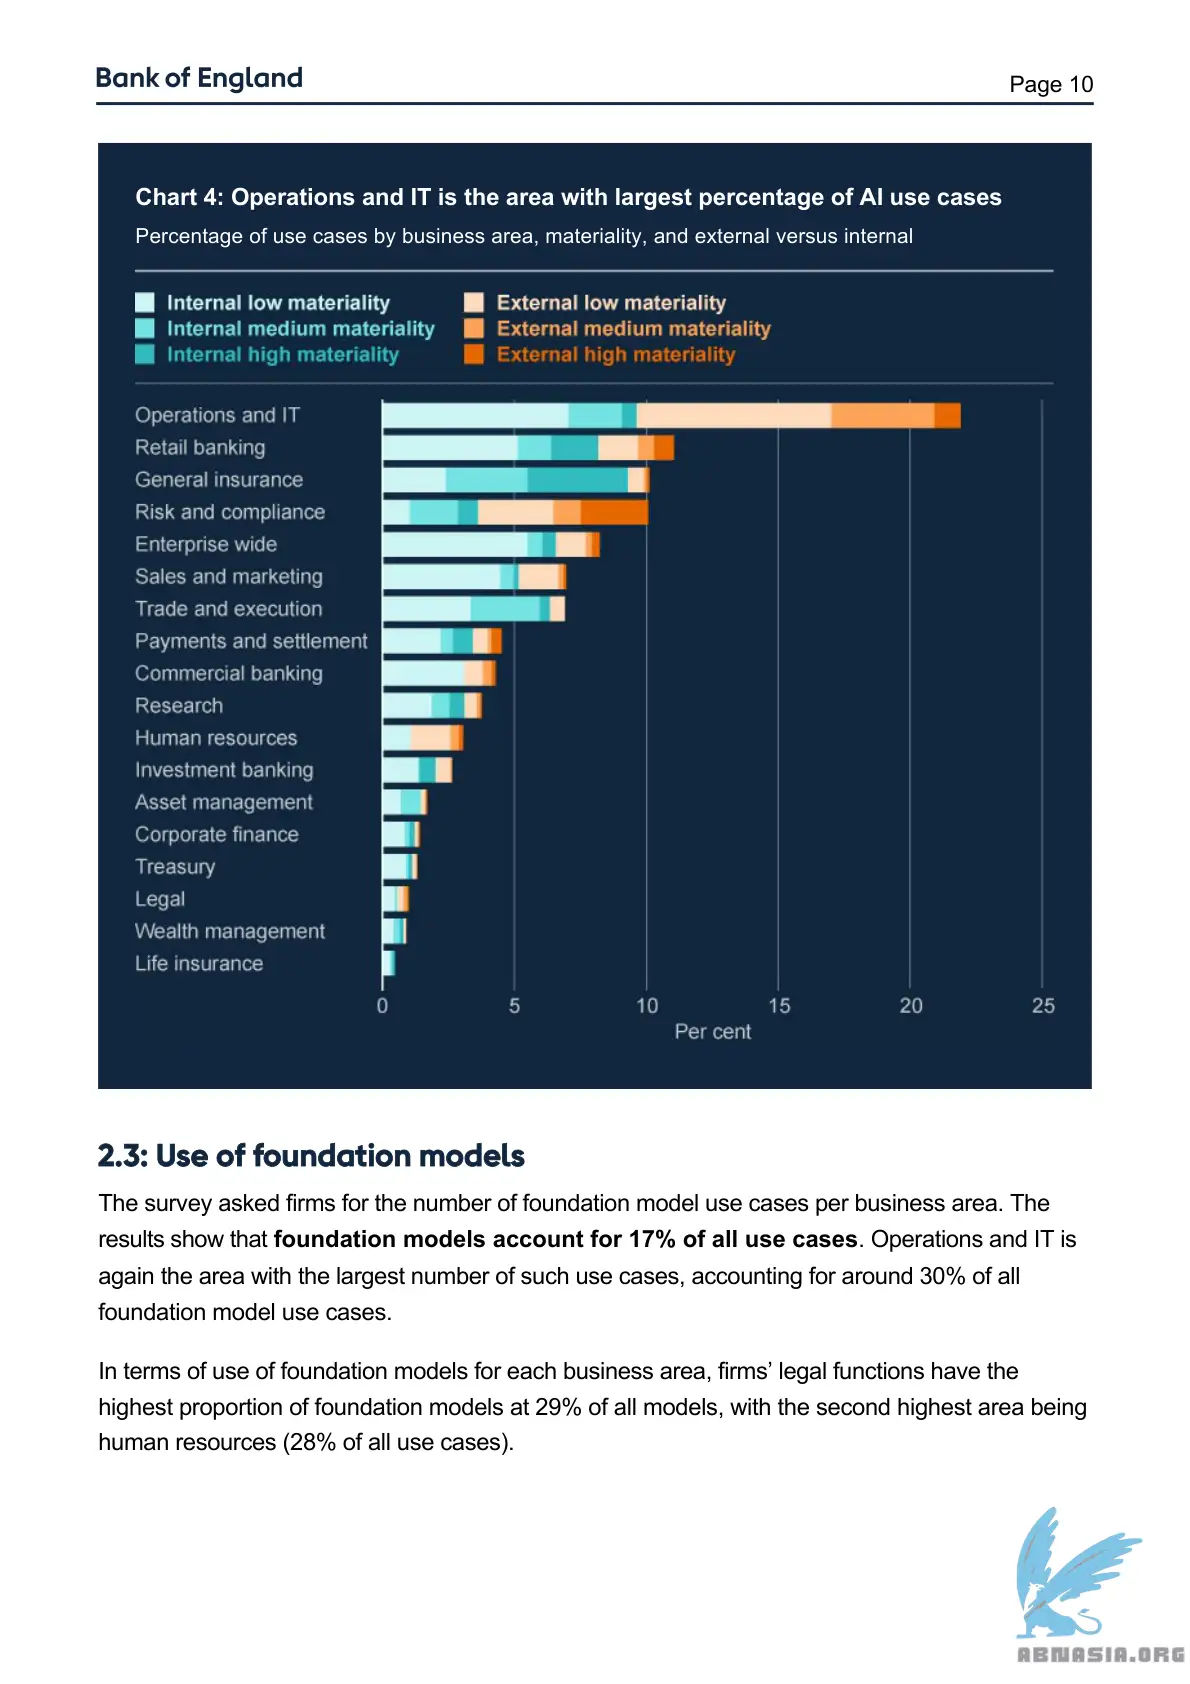 Bank of England
Page 10
Chart 4: Operations and IT is the area with largest percentage of AI use cases
Percentage of use cases by business area, materiality, and external versus internal
Internal low materiality
External low materiality
Internal medium materiality
External medium materiality
Internal high materiality
External high materiality
Operations and IT
Retail banking
General insurance
Risk and compliance
Enterprise wide
Sales and marketing
Trade and execution
Payments and settlement
Commercial banking
Research
Human resources
Investment banking
Asset management
Corporate finance
Treasury
Legal
Wealth management
Life insurance
0 5 10 15 20 25
Per cent
2.3: Use of foundation models
The survey asked firms for the number of foundation model use cases per business area. The
results show that foundation models account for 17% of all use cases. Operations and IT is
again the area with the largest number of such use cases, accounting for around 30% of all
foundation model use cases.
In terms of use of foundation models for each business area, firms’ legal functions have the
highest proportion of foundation models at 29% of all models, with the second highest area being
human resources (28% of all use cases).
ABNASIA.ORG